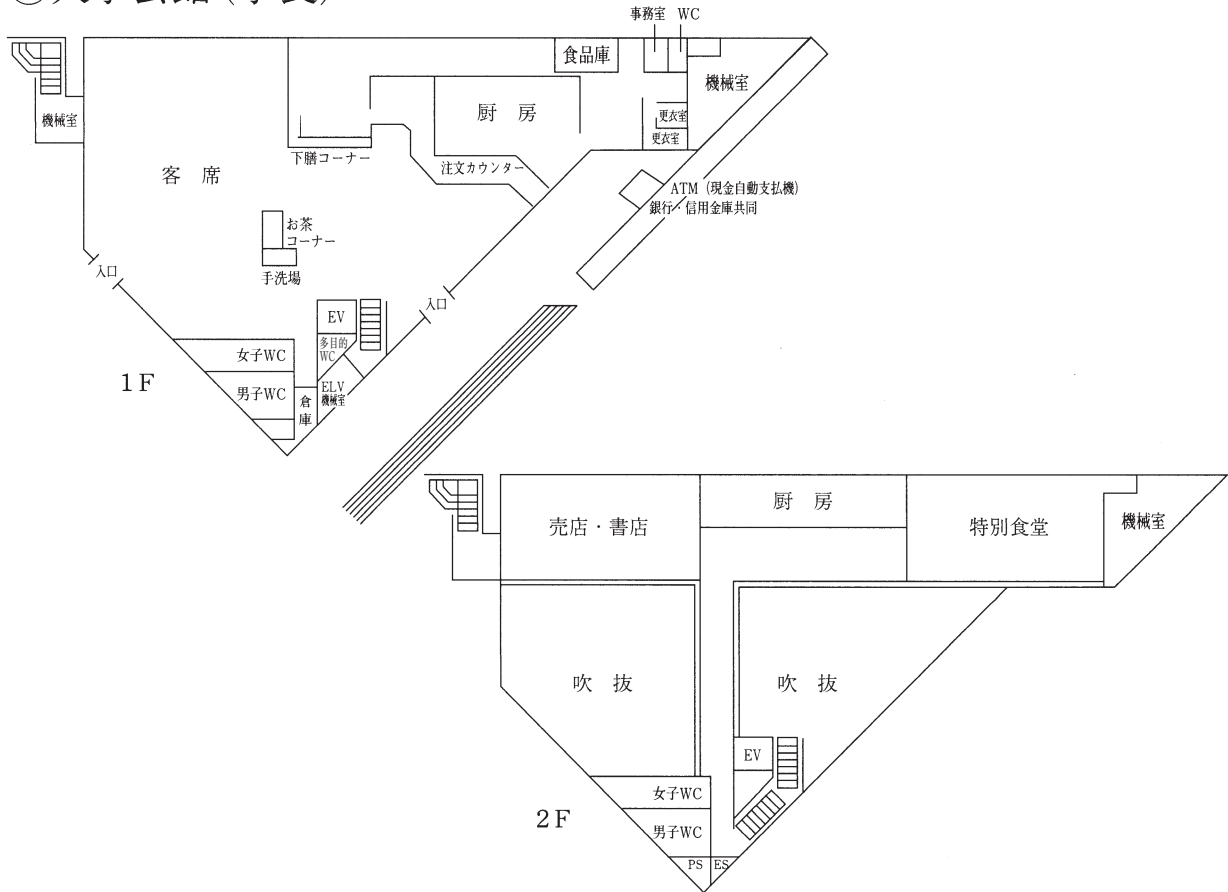 事務室 WC
食品庫
機械室
厨 房
機械室
更衣室
更衣室
下膳コーナー
注文カウンター
客 席
ATM (現金自動支払機)
銀行・信用金庫共同
お茶
コーナー
手洗場
入口
入口
EV
多目的
WC
女子WC
男子WC
ELV
機械室
倉庫
1F
売店・書店
厨 房
特別食堂
機械室
吹 抜
吹 抜
EV
女子WC
男子WC
PS
ES
2F